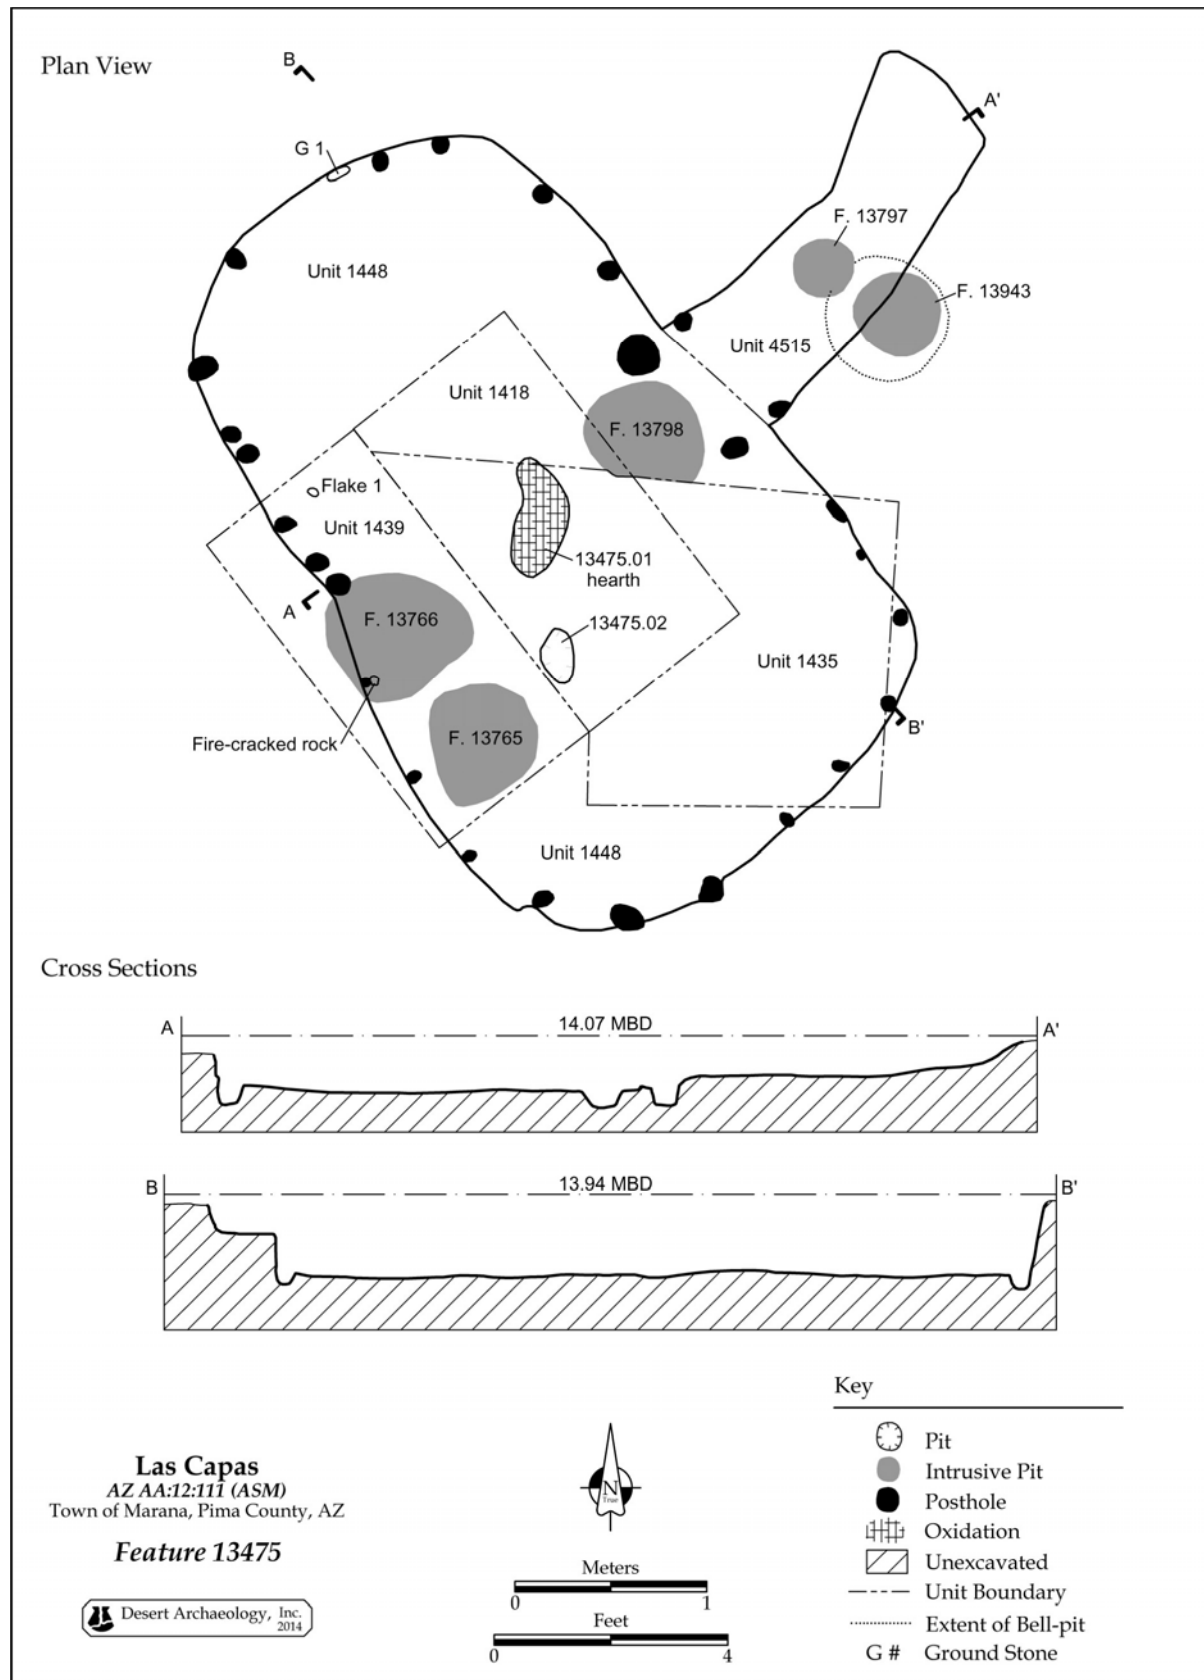 Plan View
B
A'
G 1
F. 13797
Unit 1448
F. 13943
Unit 4515
Unit 1418
F. 13798
Flake 1
Unit 1439
13475.01
hearth
A
F. 13766
13475.02
Unit 1435
B'
Fire-cracked rock
F. 13765
Unit 1448
Cross Sections
A
14.07 MBD
A'
B
13.94 MBD
B'
Key
Pit
Intrusive Pit
Posthole
Oxidation
Unexcavated
Unit Boundary
Extent of Bell-pit
G # Ground Stone
Las Capas
AZ AA:12:111 (ASM)
Town of Marana, Pima County, AZ
Feature 13475
Desert Archaeology, Inc.
2014
N
True
Meters
0 1
Feet
0 4